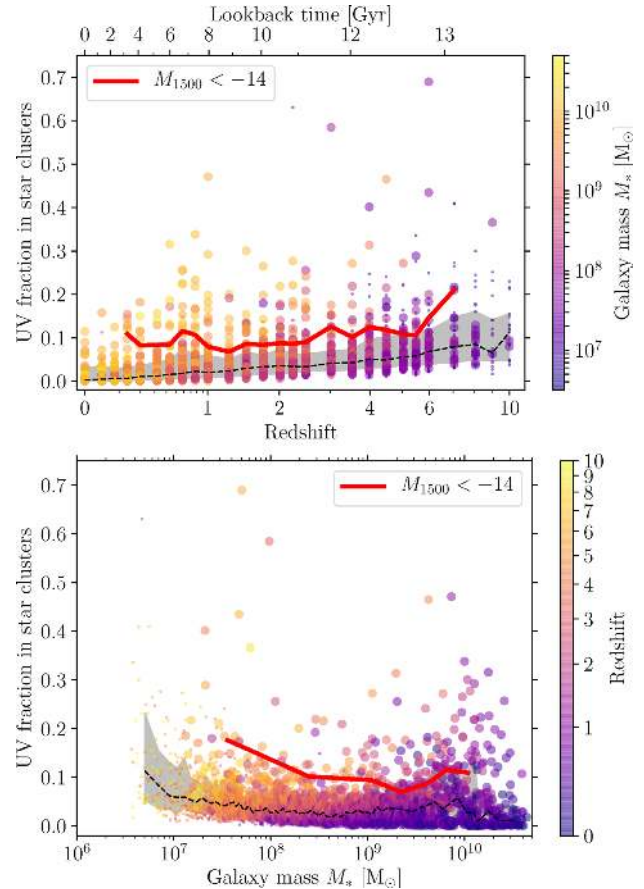 Lookback time [Gyr]
0 2 4 6 8 10 12 13
M1500 < −14
UV fraction in star clusters
0.7
0.6
0.5
0.4
0.3
0.2
0.1
0.0
0 1 2 4 6 10
Redshift
10^10
10^9
10^8
10^7
Galaxy mass M* [M⊙]
M1500 < −14
UV fraction in star clusters
0.7
0.6
0.5
0.4
0.3
0.2
0.1
0.0
10^6 10^7 10^8 10^9 10^10
Galaxy mass M* [M⊙]
10
9
8
7
6
5
4
3
2
1
0
Redshift